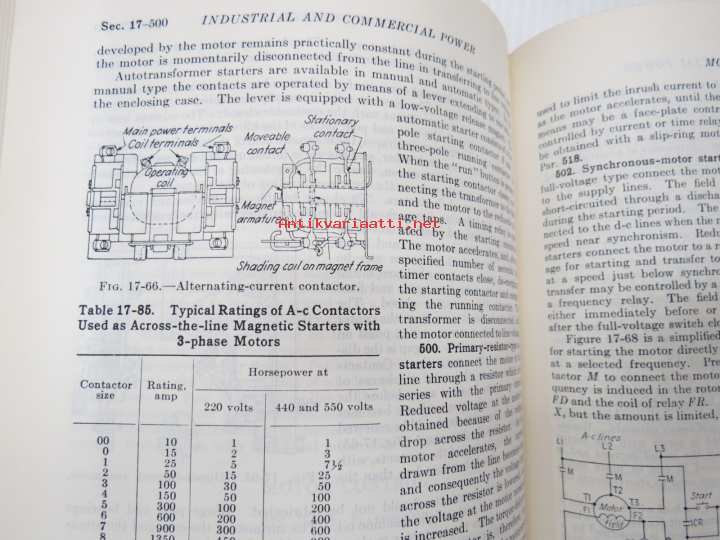 Sec. 17-500
INDUSTRIAL AND COMMERCIAL POWER
developed by the motor remains practically constant during the starting
the motor is momentarily disconnected from the line in transferring to
Autotransformer starters are available in manual and automatic types
manual type the contacts are operated by means of a lever extending
the enclosing case. The lever is equipped with a low-voltage release
Main power terminals
Coil terminals
Operating
coil
Moveable
contact
Stationary
contact
Magnet
armature
Shading coil on magnet frame
FIG. 17-66.—Alternating-current contactor.
Table 17-85. Typical Ratings of A-c Contactors
Used as Across-the-line Magnetic Starters with
3-phase Motors
Contactor
size
Rating,
amp
Horsepower at
220 volts
440 and 550 volts
00 10 1 1
0 15 2 3
1 25 5 7½
2 50 15 25
3 100 30 50
4 150 50 100
5 300 100 200
6 600 200 400
7 900 300 600
8 1350
automatic starter
pole starting contactor
three-pole running
When the "run" button is
the starting contactor
necting the transformer
and the motor to the reduced
age taps. A timing relay
ated by the starting
The motor accelerates, and
specified number of seconds
timer contacts close,
the starting contactor and
ing the running contactor.
transformer is disconnected
the motor connected to line
500. Primary-resistor-type
starters connect the motor to
line through a resistor
series with the primary
Reduced voltage at the motor
obtained because of the
drop across the resistor.
motor accelerates, the
drawn from the line becomes
and consequently the voltage
across the resistor is lower
the voltage at the motor
is increased. The torque
is, therefore,
Antikvariaatti.net
used to limit the inrush current to
as the motor accelerates, until the
means may be a face-plate
controlled by current or time relay
be obtained with a slip-ring
Par. 518.
502. Synchronous-motor
full-voltage type connect the motor
to the supply lines. The field
short-circuited through a
during the starting period. The
nected to the d-c lines when the
speed near synchronism.
starters connect the motor to a
age for starting and transfer to
at a speed just below
transfer may be controlled by a
a frequency relay. The field
either immediately before or
after the full-voltage switch
Figure 17-68 is a simplified
for starting the motor directly
at a selected frequency.
tactor M to connect the motor
quency is induced in the rotor
FD and the coil of relay FR.
X, but the amount is limited,
A-c lines
L1
L2
L3
M
M
M
T1
T2
T3
Motor
Field
F1
F2
Start